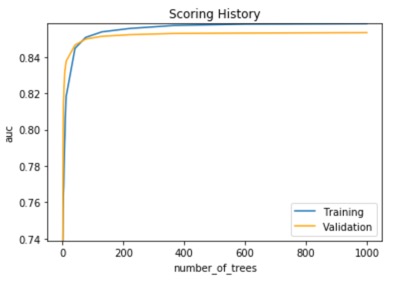 Scoring History
auc
0.84
0.82
0.80
0.78
0.76
0.74
0 200 400 600 800 1000
number_of_trees
Training
Validation